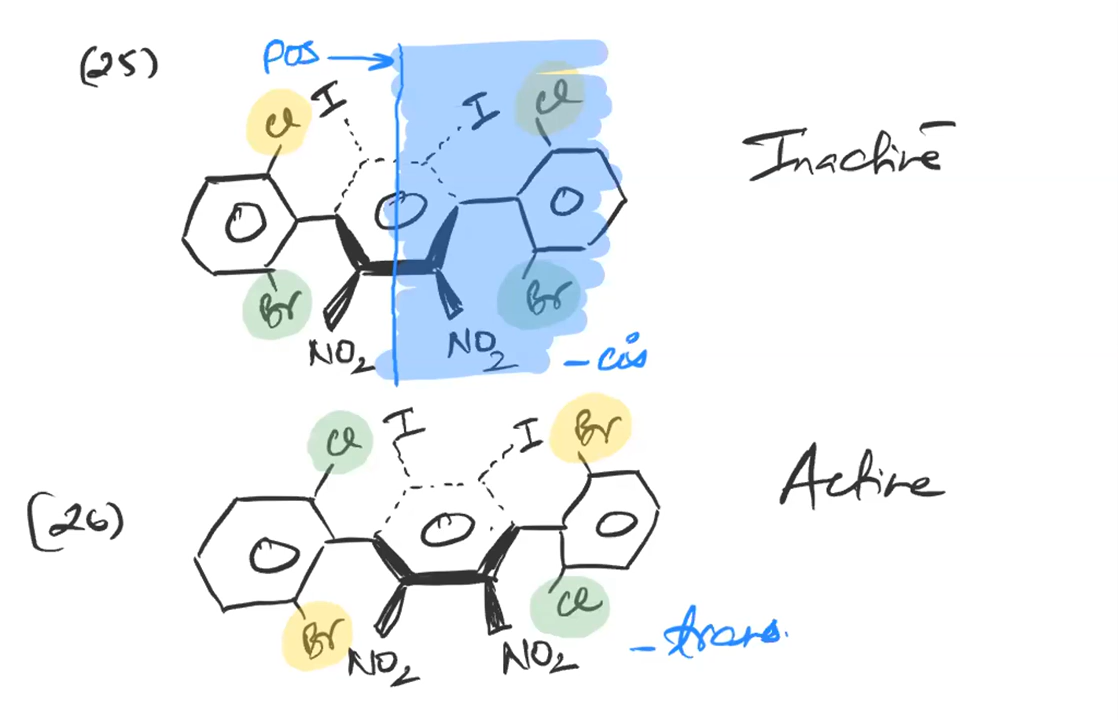 (25)
POS
I
I
Cl
Cl
Inactive
Br
Br
NO2
NO2
- cis
I
I
Cl
Br
Active
(26)
Br
Cl
NO2
NO2
- trans.